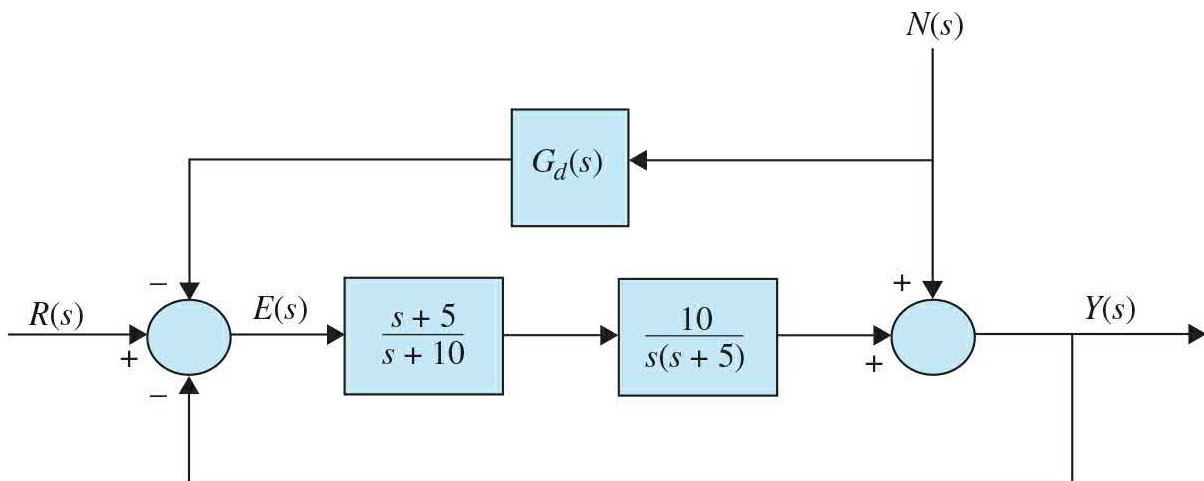 N(s)
G_d(s)
−
+
R(s)
E(s)
s + 5
s + 10
10
s(s + 5)
Y(s)
+
+
−